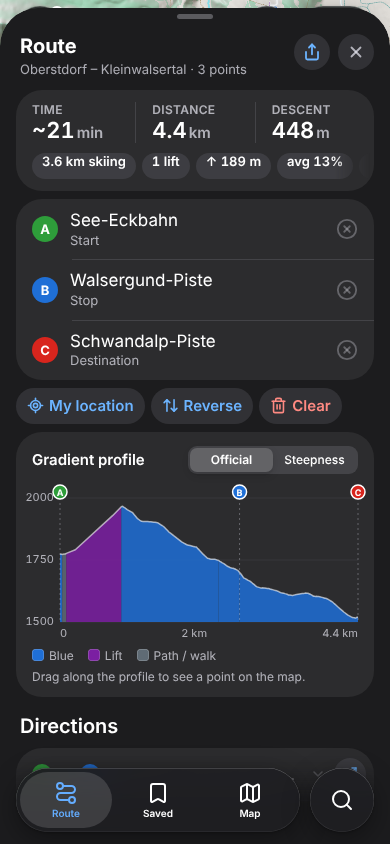 Route
Oberstdorf – Kleinwalsertal · 3 points
TIME DISTANCE DESCENT
~21 min 4.4 km 448 m
3.6 km skiing 1 lift ↑ 189 m avg 13%
A See-Eckbahn
Start
B Walsergund-Piste
Stop
C Schwandalp-Piste
Destination
My location Reverse Clear
Gradient profile Official Steepness
2000 A B C
1750
1500
0 2 km 4.4 km
Blue Lift Path / walk
Drag along the profile to see a point on the map.
Directions
Route Saved Map